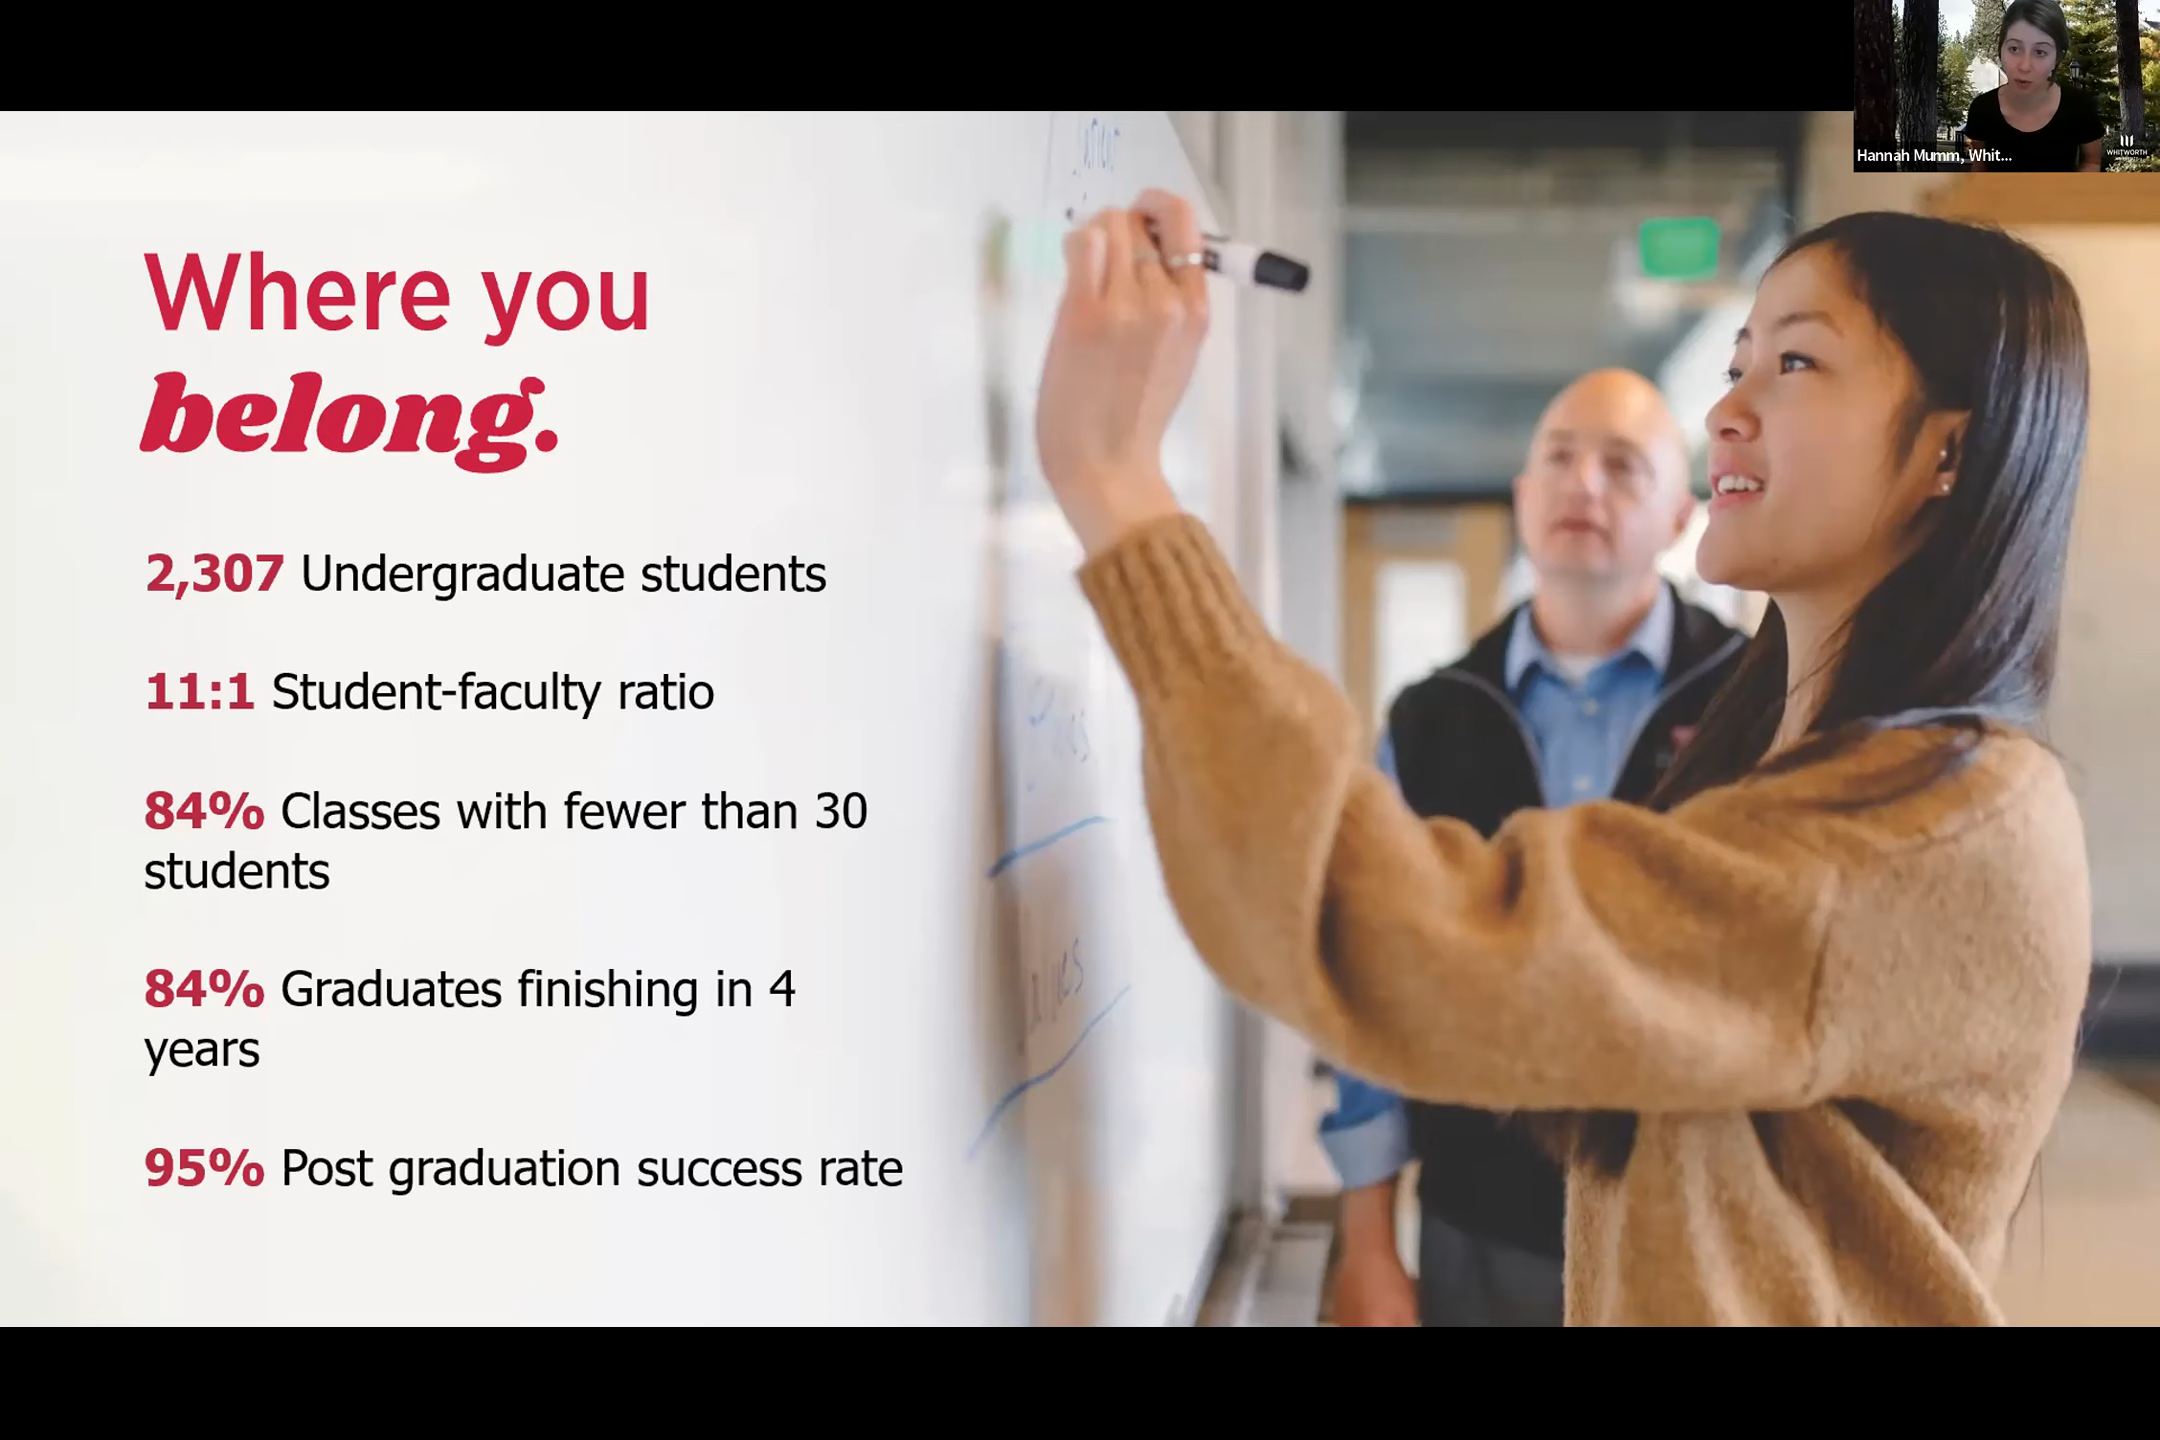 Hannah Mumm, Whit...
WHITWORTH
Where you
belong.
2,307 Undergraduate students
11:1 Student-faculty ratio
84% Classes with fewer than 30
students
84% Graduates finishing in 4
years
95% Post graduation success rate